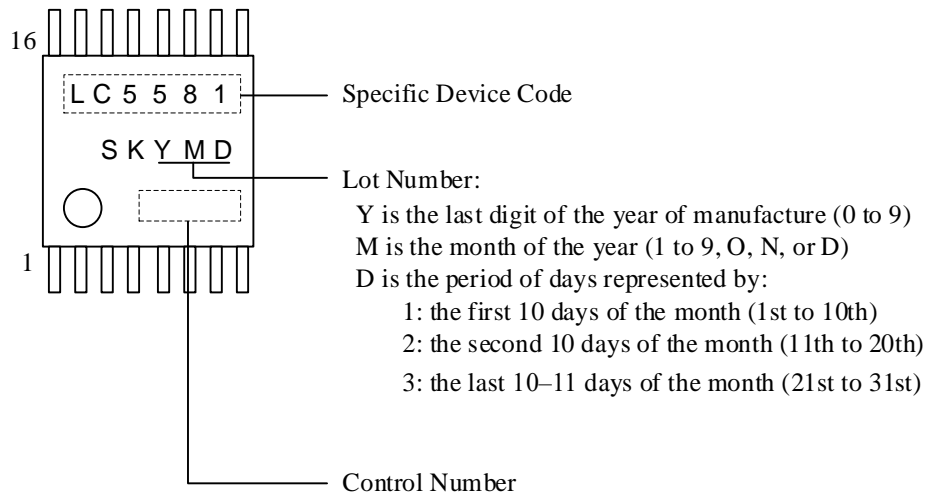 16
LC5581
Specific Device Code
SKYMD
Lot Number:
Y is the last digit of the year of manufacture (0 to 9)
M is the month of the year (1 to 9, O, N, or D)
1
D is the period of days represented by:
1: the first 10 days of the month (1st to 10th)
2: the second 10 days of the month (11th to 20th)
3: the last 10–11 days of the month (21st to 31st)
Control Number